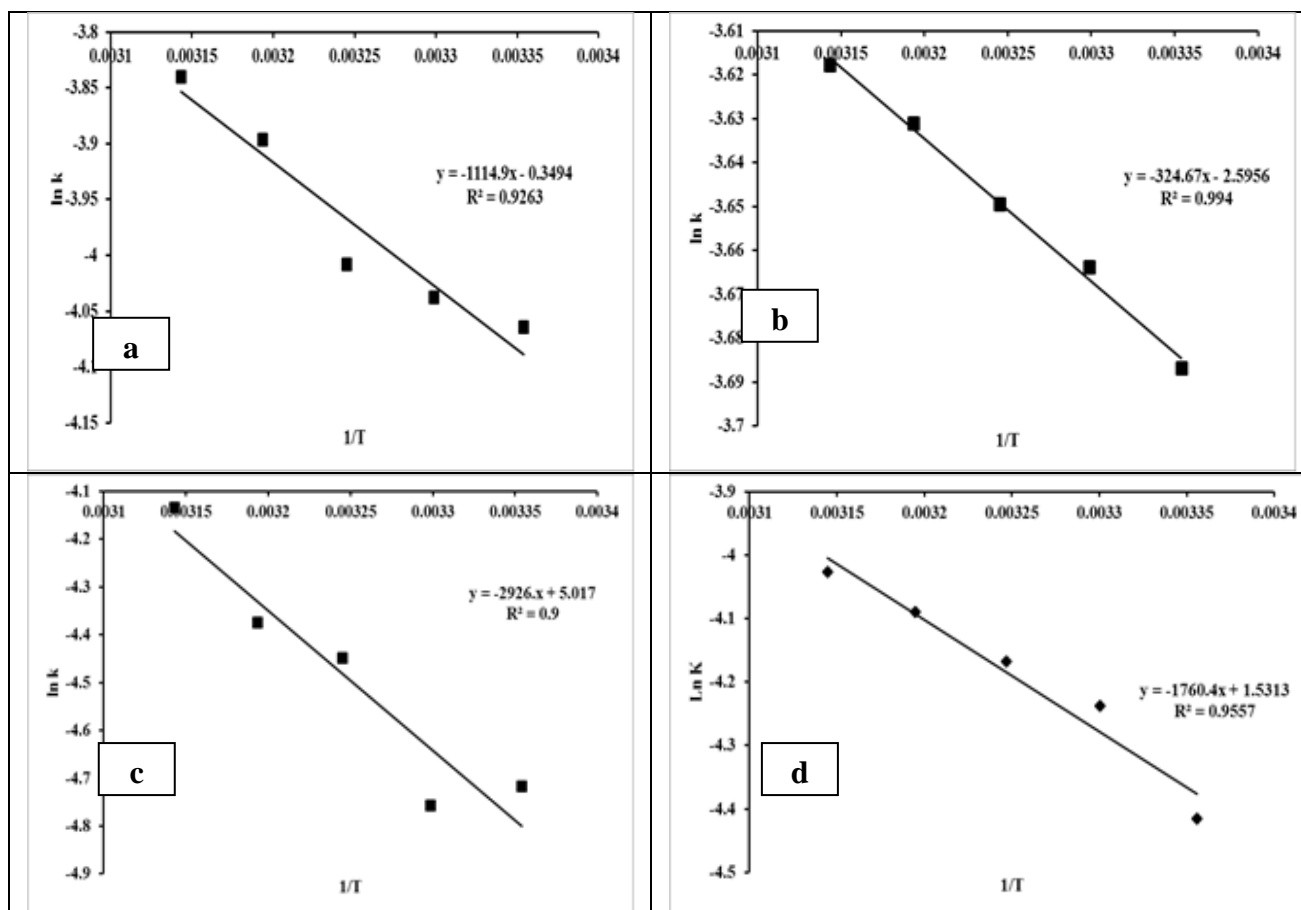 -3.8
0.0031 0.00315 0.0032 0.00325 0.0033 0.00335 0.0034
-3.85
-3.9
-3.95
-4
-4.05
-4.15
ln k
y = -1114.9x - 0.3494
R² = 0.9263
a
1/T
-3.61
0.0031 0.00315 0.0032 0.00325 0.0033 0.00335 0.0034
-3.62
-3.63
-3.64
-3.65
-3.66
-3.67
-3.68
-3.69
-3.7
ln k
y = -324.67x - 2.5956
R² = 0.994
b
1/T
-4.1
0.0031 0.00315 0.0032 0.00325 0.0033 0.00335 0.0034
-4.2
-4.3
-4.4
-4.5
-4.6
-4.7
-4.8
-4.9
ln k
y = -2926.x + 5.017
R² = 0.9
c
1/T
-3.9
0.0031 0.00315 0.0032 0.00325 0.0033 0.00335 0.0034
-4
-4.1
-4.2
-4.3
-4.4
-4.5
Ln K
y = -1760.4x + 1.5313
R² = 0.9557
d
1/T